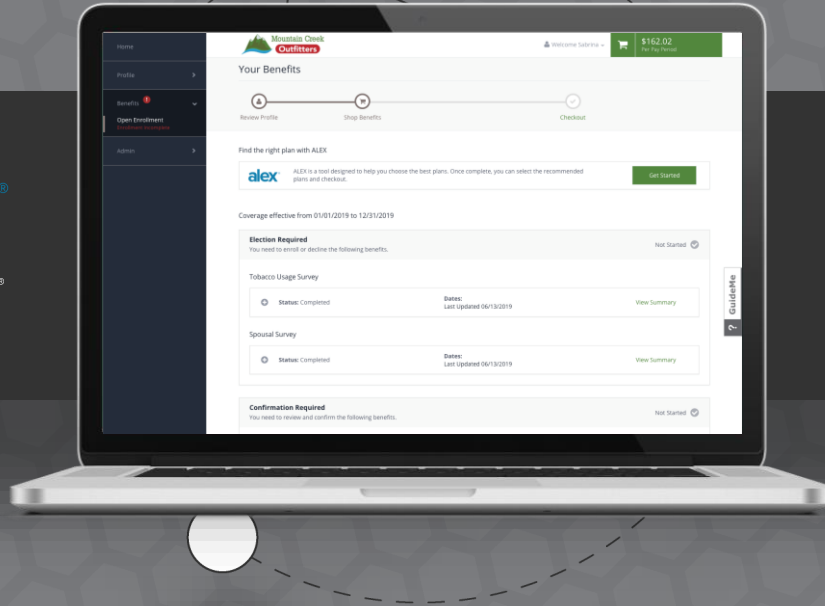 Home
Profile
Benefits
Open Enrollment
Enrollment Incomplete
Admin
Mountain Creek
Outfitters
Welcome Sabrina
$162.02
Per Pay Period
Your Benefits
Review Profile
Shop Benefits
Checkout
Find the right plan with ALEX
alex
ALEX is a tool designed to help you choose the best plans. Once complete, you can select the recommended
plans and checkout.
Get Started
Coverage effective from 01/01/2019 to 12/31/2019
Election Required
You need to enroll or decline the following benefits.
Not Started
Tobacco Usage Survey
Status: Completed
Dates:
Last Updated 06/13/2019
View Summary
Spousal Survey
Status: Completed
Dates:
Last Updated 06/13/2019
View Summary
Confirmation Required
You need to review and confirm the following benefits.
Not Started
? GuideMe
®
®